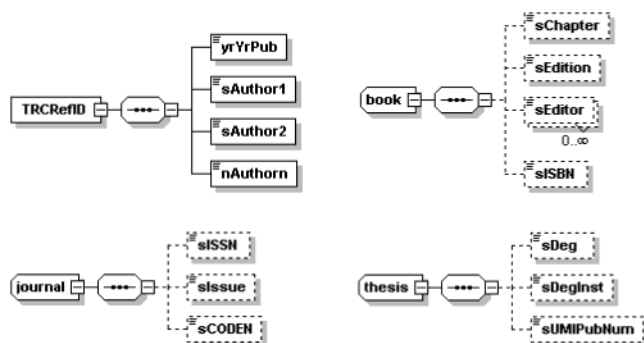 TRCRefID
yrYrPub
sAuthor1
sAuthor2
nAuthorn
book
sChapter
sEdition
sEditor
0..∞
sISBN
journal
sISSN
sIssue
sCODEN
thesis
sDeg
sDegInst
sUMIPubNum